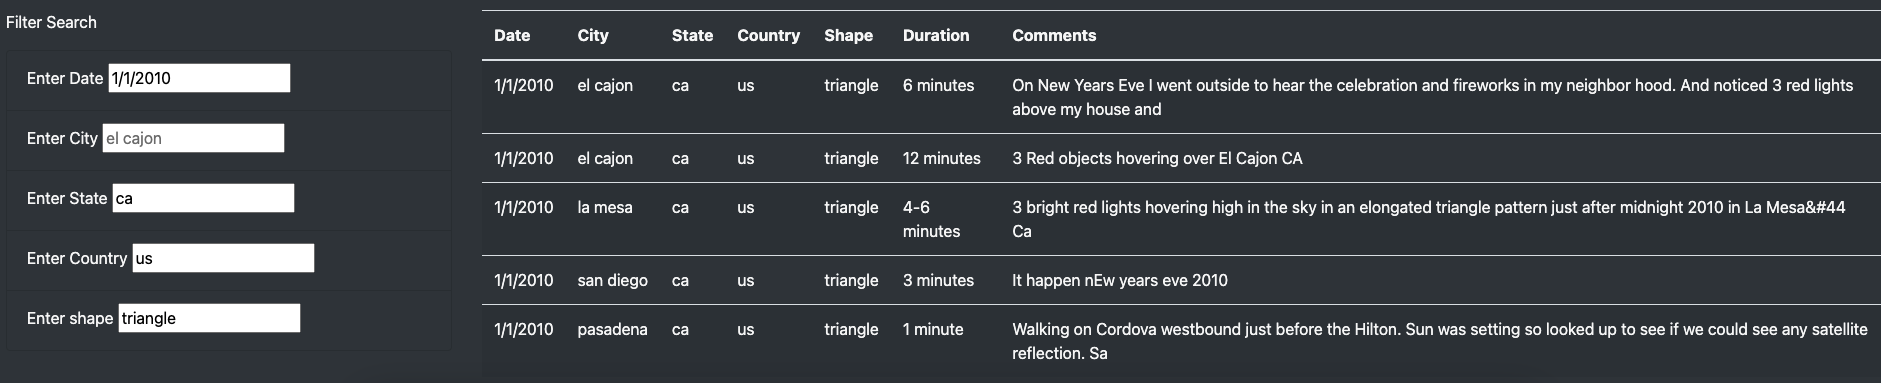 Filter Search
Enter Date 1/1/2010
Enter City el cajon
Enter State ca
Enter Country us
Enter shape triangle
Date City State Country Shape Duration Comments
1/1/2010 el cajon ca us triangle 6 minutes On New Years Eve I went outside to hear the celebration and fireworks in my neighbor hood. And noticed 3 red lights
above my house and
1/1/2010 el cajon ca us triangle 12 minutes 3 Red objects hovering over El Cajon CA
1/1/2010 la mesa ca us triangle 4-6 3 bright red lights hovering high in the sky in an elongated triangle pattern just after midnight 2010 in La Mesa&#44
minutes Ca
1/1/2010 san diego ca us triangle 3 minutes It happen nEw years eve 2010
1/1/2010 pasadena ca us triangle 1 minute Walking on Cordova westbound just before the Hilton. Sun was setting so looked up to see if we could see any satellite
reflection. Sa